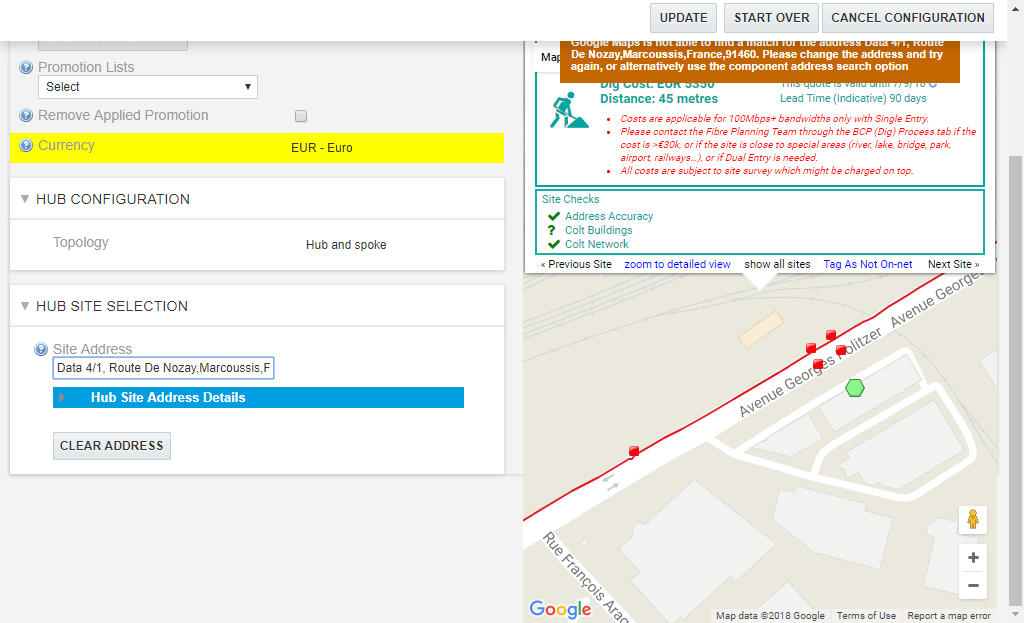 UPDATE START OVER CANCEL CONFIGURATION
Promotion Lists
Select
Remove Applied Promotion
Currency EUR - Euro
HUB CONFIGURATION
Topology Hub and spoke
HUB SITE SELECTION
Site Address
Data 4/1, Route De Nozay,Marcoussis,F
Hub Site Address Details
CLEAR ADDRESS
Map
Google Maps is not able to find a match for the address Data 4/1, Route
De Nozay,Marcoussis,France,91460. Please change the address and try
again, or alternatively use the component address search option
Dig Cost: EUR 5350 This quote is valid until 7/9/18
Distance: 45 metres Lead Time (Indicative) 90 days
Costs are applicable for 100Mbps+ bandwidths only with Single Entry.
Please contact the Fibre Planning Team through the BCP (Dig) Process tab if the
cost is >€30k, or if the site is close to special areas (river, lake, bridge, park,
airport, railways...), or if Dual Entry is needed.
All costs are subject to site survey which might be charged on top.
Site Checks
Address Accuracy
? Colt Buildings
Colt Network
« Previous Site zoom to detailed view show all sites Tag As Not On-net Next Site »
Avenue Georges
Avenue Georges Politzer
Rue François Arag
+
−
Google
Map data ©2018 Google Terms of Use Report a map error